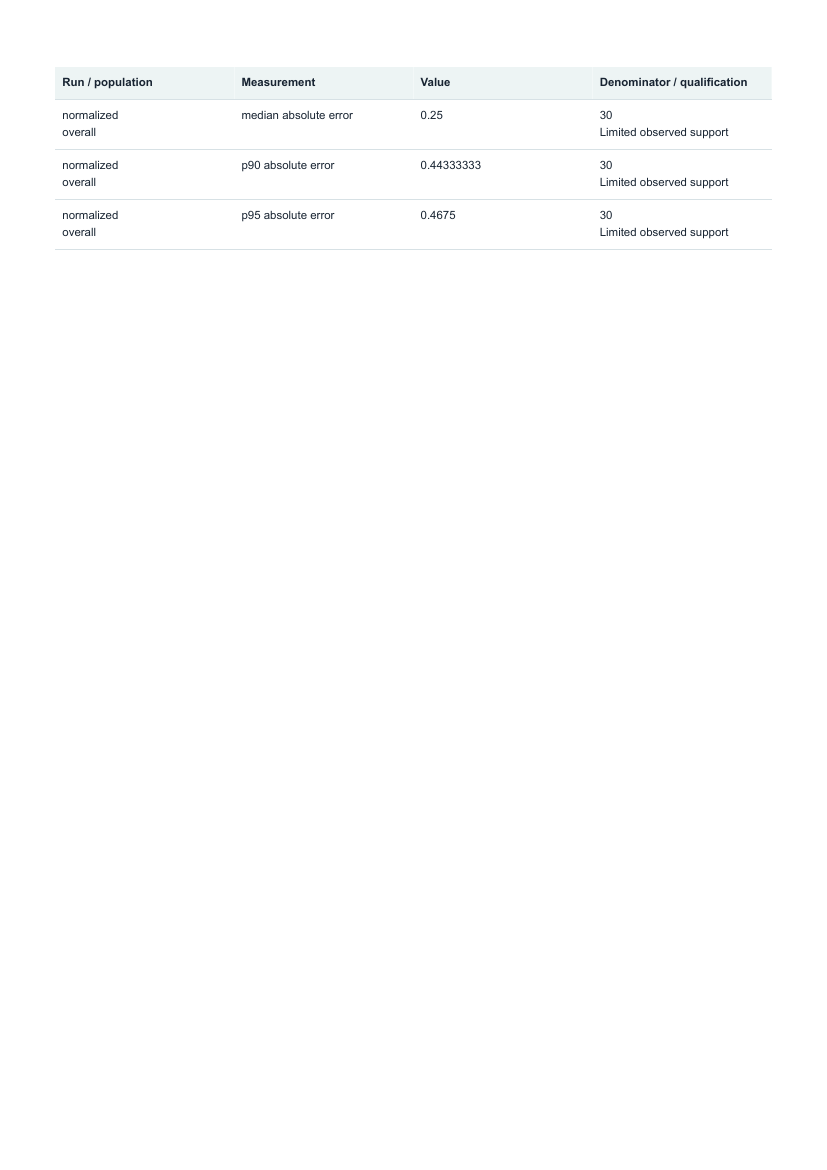 Run / population Measurement Value Denominator / qualification
normalized median absolute error 0.25 30
overall Limited observed support
normalized p90 absolute error 0.44333333 30
overall Limited observed support
normalized p95 absolute error 0.4675 30
overall Limited observed support